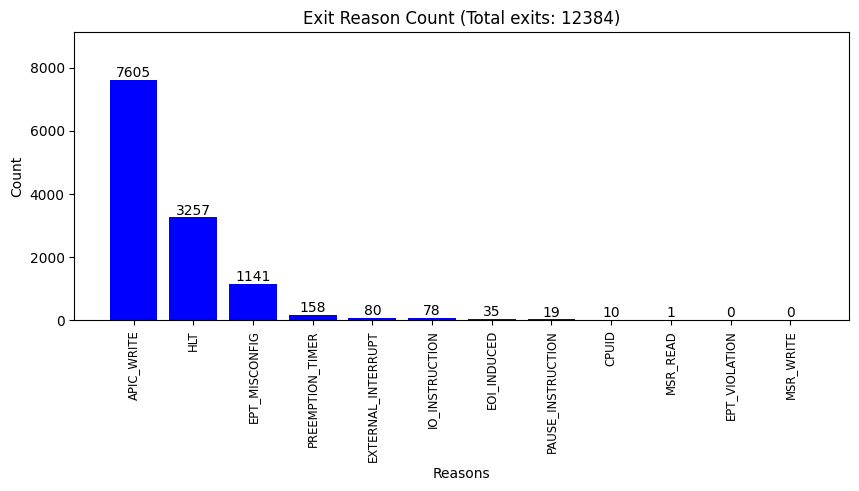 Exit Reason Count (Total exits: 12384)
Count
8000
6000
4000
2000
0
7605
3257
1141
158
80
78
35
19
10
1
0
0
APIC_WRITE
HLT
EPT_MISCONFIG
PREEMPTION_TIMER
EXTERNAL_INTERRUPT
IO_INSTRUCTION
EOI_INDUCED
PAUSE_INSTRUCTION
CPUID
MSR_READ
EPT_VIOLATION
MSR_WRITE
Reasons